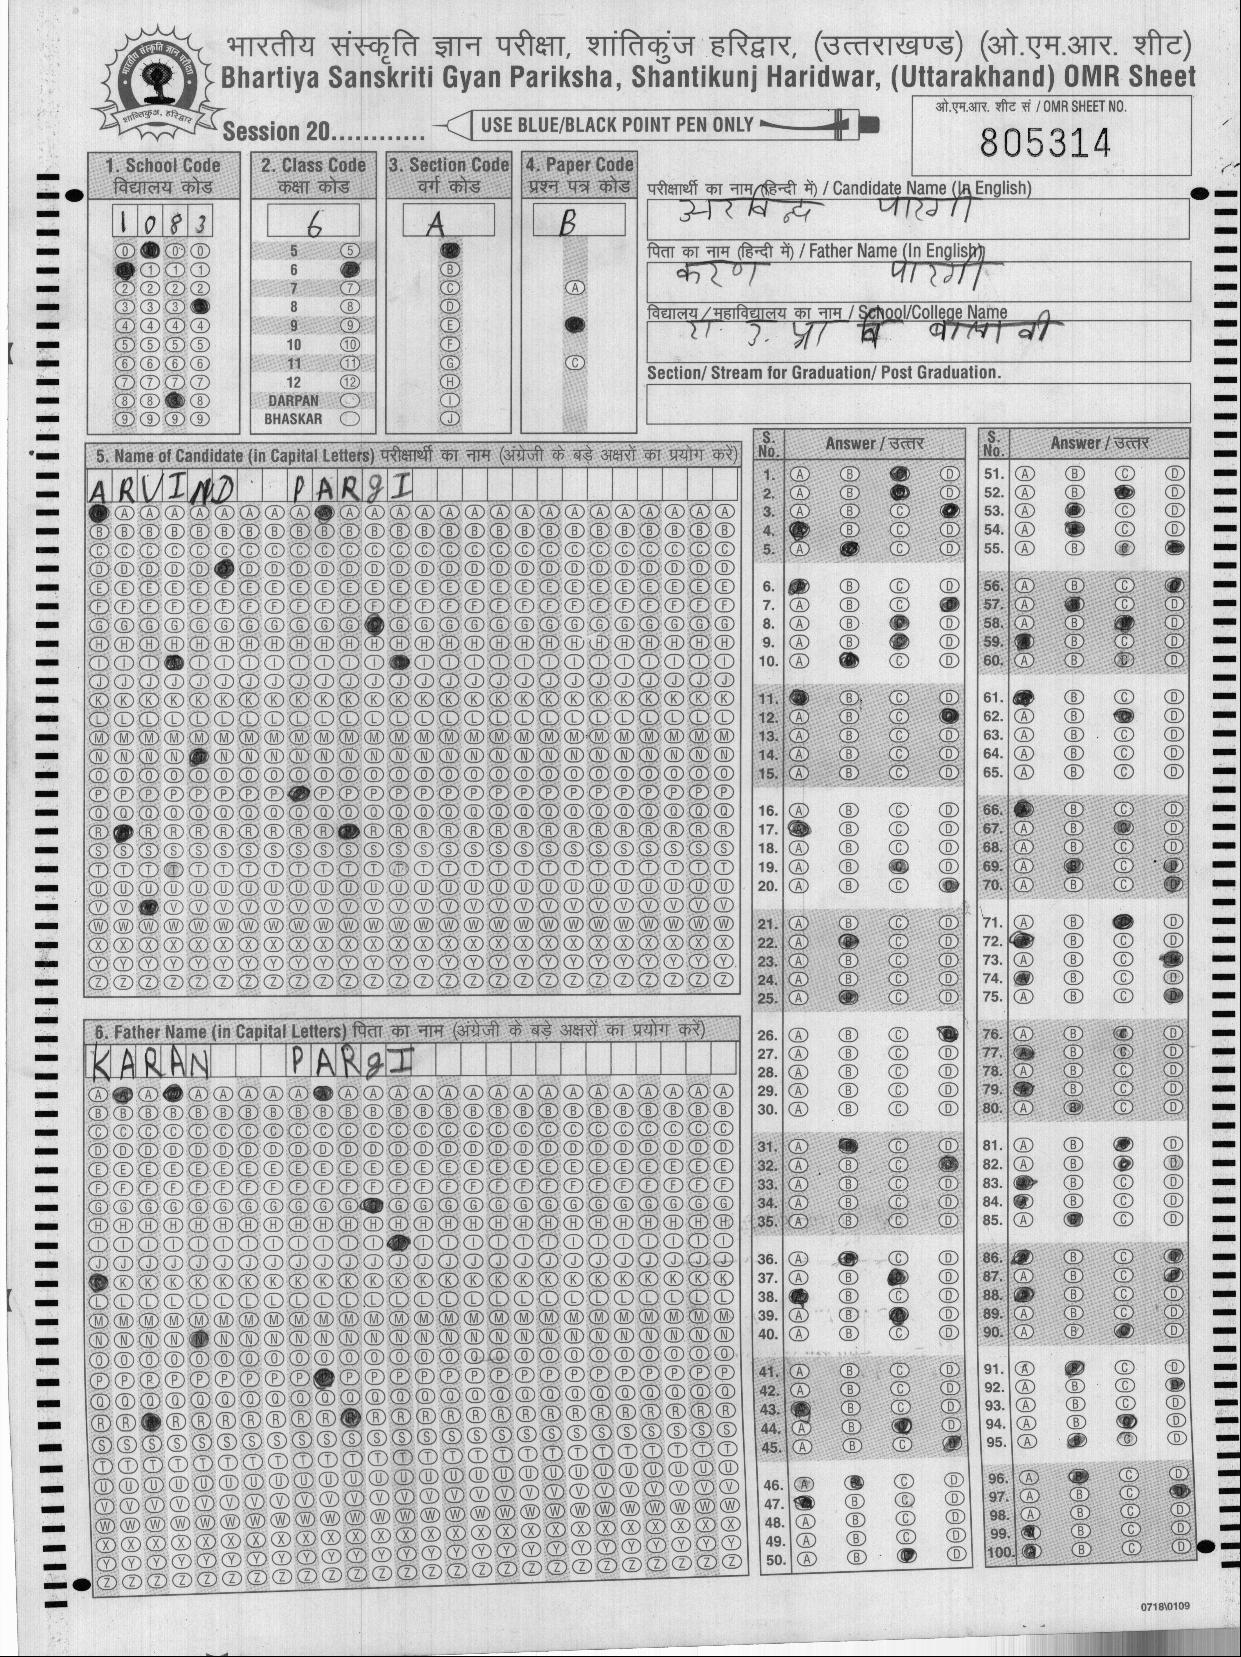 भारतीय संस्कृति ज्ञान परीक्षा, शांतिकुंज हरिद्वार, (उत्तराखण्ड) (ओ.एम.आर. शीट)
Bhartiya Sanskriti Gyan Pariksha, Shantikunj Haridwar, (Uttarakhand) OMR Sheet
Session 20............
USE BLUE/BLACK POINT PEN ONLY
ओ.एम.आर. शीट सं / OMR SHEET NO.
805314
1. School Code
विद्यालय कोड
1083
2. Class Code
कक्षा कोड
6
3. Section Code
वर्ग कोड
A
4. Paper Code
प्रश्न पत्र कोड
B
5
6
7
8
9
10
11
12
DARPAN
BHASKAR
परीक्षार्थी का नाम (हिन्दी में) / Candidate Name (In English)
अरविन्द पारगी
पिता का नाम (हिन्दी में) / Father Name (In English)
करण पारगी
विद्यालय / महाविद्यालय का नाम / School/College Name
रा. उ. प्रा वि
Section/ Stream for Graduation/ Post Graduation.
5. Name of Candidate (in Capital Letters) परीक्षार्थी का नाम (अंग्रेजी के बड़े अक्षरों का प्रयोग करें)
ARVIND PARgI
6. Father Name (in Capital Letters) पिता का नाम (अंग्रेजी के बड़े अक्षरों का प्रयोग करें)
KARAN PARgI
S. No.
Answer / उत्तर
S. No.
Answer / उत्तर
0718\0109